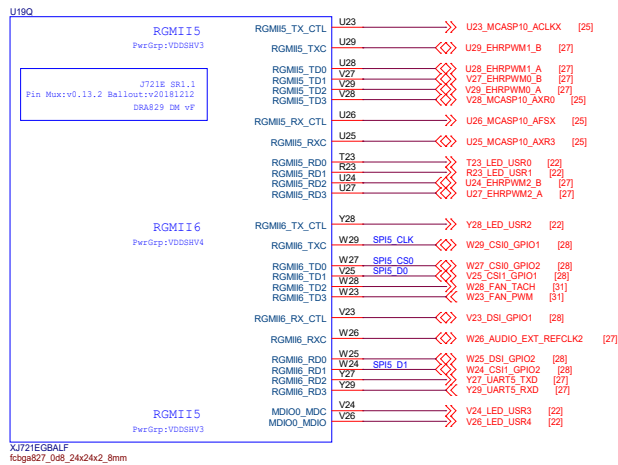 U19Q
RGMII5
PwrGrp:VDDSHV3
J721E SR1.1
Pin Mux:v0.13.2 Ballout:v20181212
DRA829 DM vF
RGMII5_TX_CTL U23 U23_MCASP10_ACLKX [25]
RGMII5_TXC U29 U29_EHRPWM1_B [27]
RGMII5_TD0 U28 U28_EHRPWM1_A [27]
RGMII5_TD1 V27 V27_EHRPWM0_B [27]
RGMII5_TD2 V29 V29_EHRPWM0_A [27]
RGMII5_TD3 V28 V28_MCASP10_AXR0 [25]
RGMII5_RX_CTL U26 U26_MCASP10_AFSX [25]
RGMII5_RXC U25 U25_MCASP10_AXR3 [25]
RGMII5_RD0 T23 T23_LED_USR0 [22]
RGMII5_RD1 R23 R23_LED_USR1 [22]
RGMII5_RD2 U24 U24_EHRPWM2_B [27]
RGMII5_RD3 U27 U27_EHRPWM2_A [27]
RGMII6
PwrGrp:VDDSHV4
RGMII6_TX_CTL Y28 Y28_LED_USR2 [22]
RGMII6_TXC W29 SPI5_CLK W29_CSI0_GPIO1 [28]
RGMII6_TD0 W27 SPI5_CS0 W27_CSI0_GPIO2 [28]
RGMII6_TD1 V25 SPI5_D0 V25_CSI1_GPIO1 [28]
RGMII6_TD2 W28 W28_FAN_TACH [31]
RGMII6_TD3 W23 W23_FAN_PWM [31]
RGMII6_RX_CTL V23 V23_DSI_GPIO1 [28]
RGMII6_RXC W26 W26_AUDIO_EXT_REFCLK2 [27]
RGMII6_RD0 W25 W25_DSI_GPIO2 [28]
RGMII6_RD1 W24 SPI5_D1 W24_CSI1_GPIO2 [28]
RGMII6_RD2 Y27 Y27_UART5_TXD [27]
RGMII6_RD3 Y29 Y29_UART5_RXD [27]
RGMII5
PwrGrp:VDDSHV3
MDIO0_MDC V24 V24_LED_USR3 [22]
MDIO0_MDIO V26 V26_LED_USR4 [22]
XJ721EGBALF
fcbga827_0d8_24x24x2_8mm